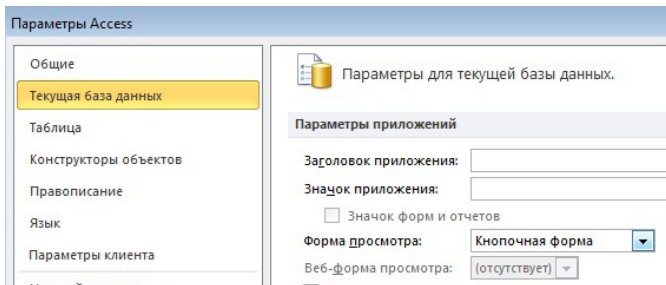 Параметры Access
Общие
Текущая база данных
Таблица
Конструкторы объектов
Правописание
Язык
Параметры клиента
Параметры для текущей базы данных.
Параметры приложений
Заголовок приложения:
Значок приложения:
Значок форм и отчетов
Форма просмотра: Кнопочная форма
Веб-форма просмотра: (отсутствует)